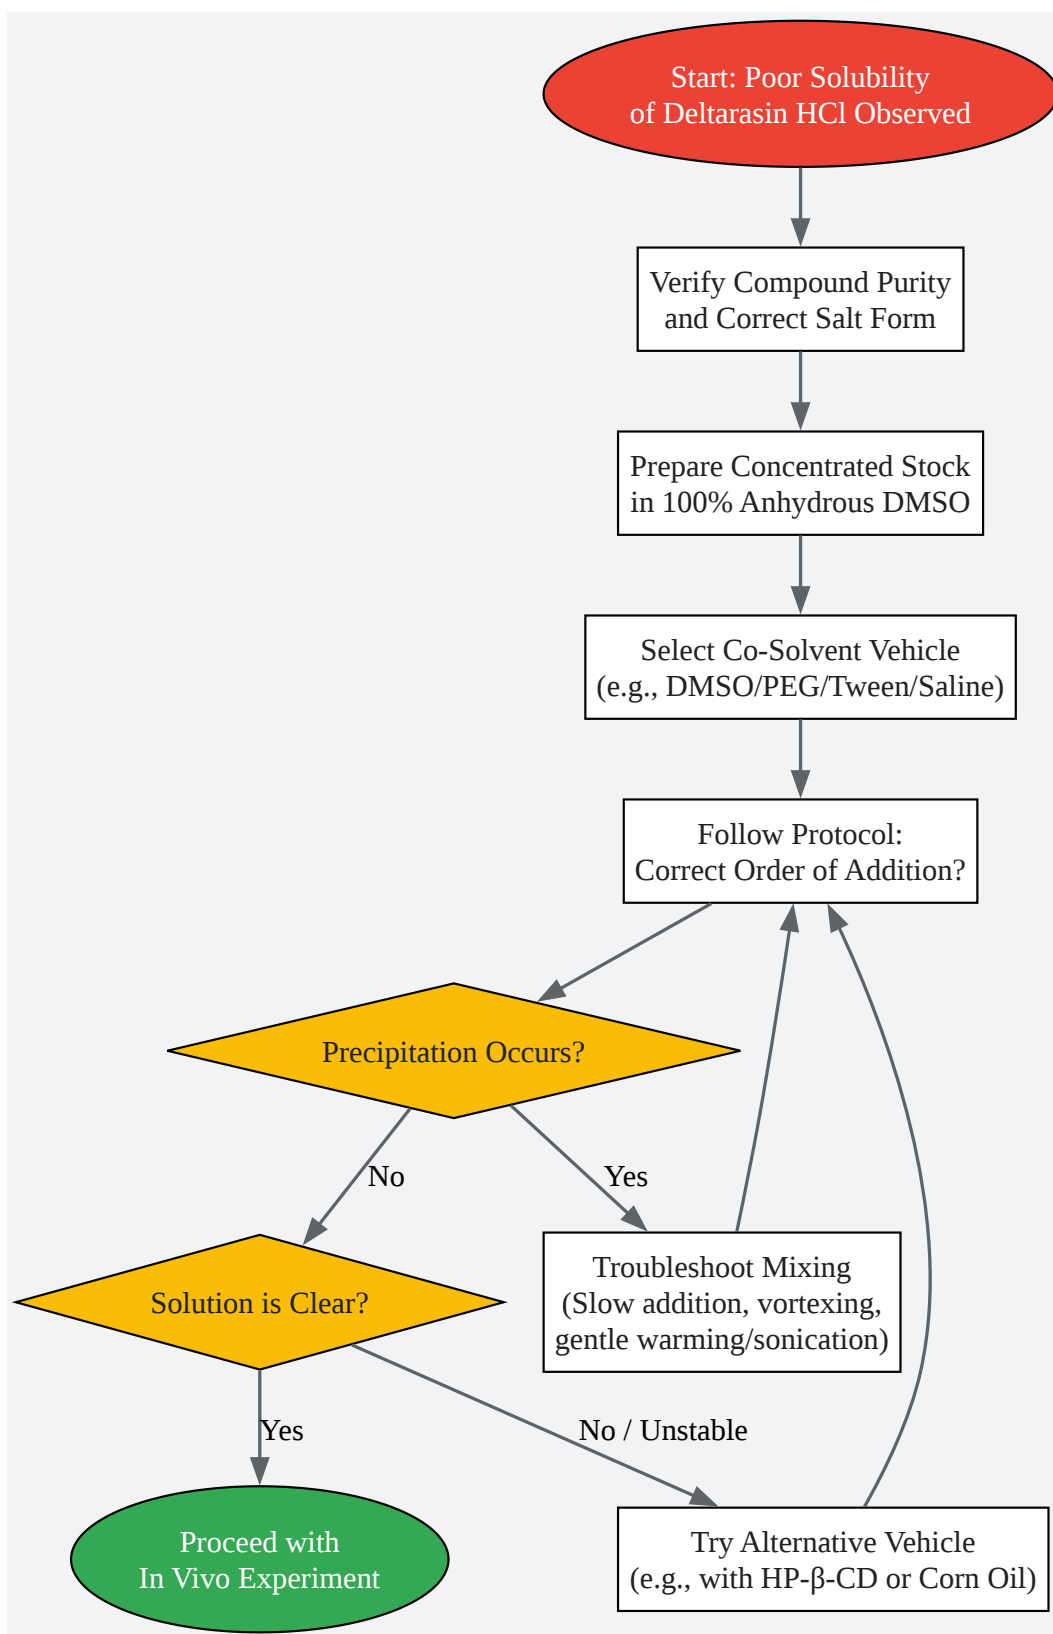 Start: Poor Solubility
of Deltarasin HCl Observed
Verify Compound Purity
and Correct Salt Form
Prepare Concentrated Stock
in 100% Anhydrous DMSO
Select Co-Solvent Vehicle
(e.g., DMSO/PEG/Tween/Saline)
Follow Protocol:
Correct Order of Addition?
Precipitation Occurs?
No
Yes
Solution is Clear?
Troubleshoot Mixing
(Slow addition, vortexing,
gentle warming/sonication)
Yes
No / Unstable
Proceed with
In Vivo Experiment
Try Alternative Vehicle
(e.g., with HP-β-CD or Corn Oil)